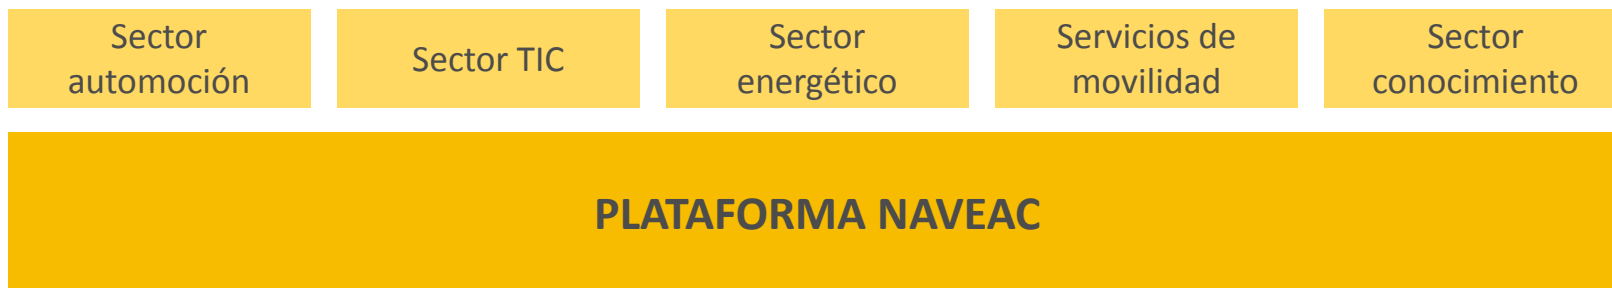 Sector
automoción
Sector TIC
Sector
energético
Servicios de
movilidad
Sector
conocimiento
PLATAFORMA NAVEAC